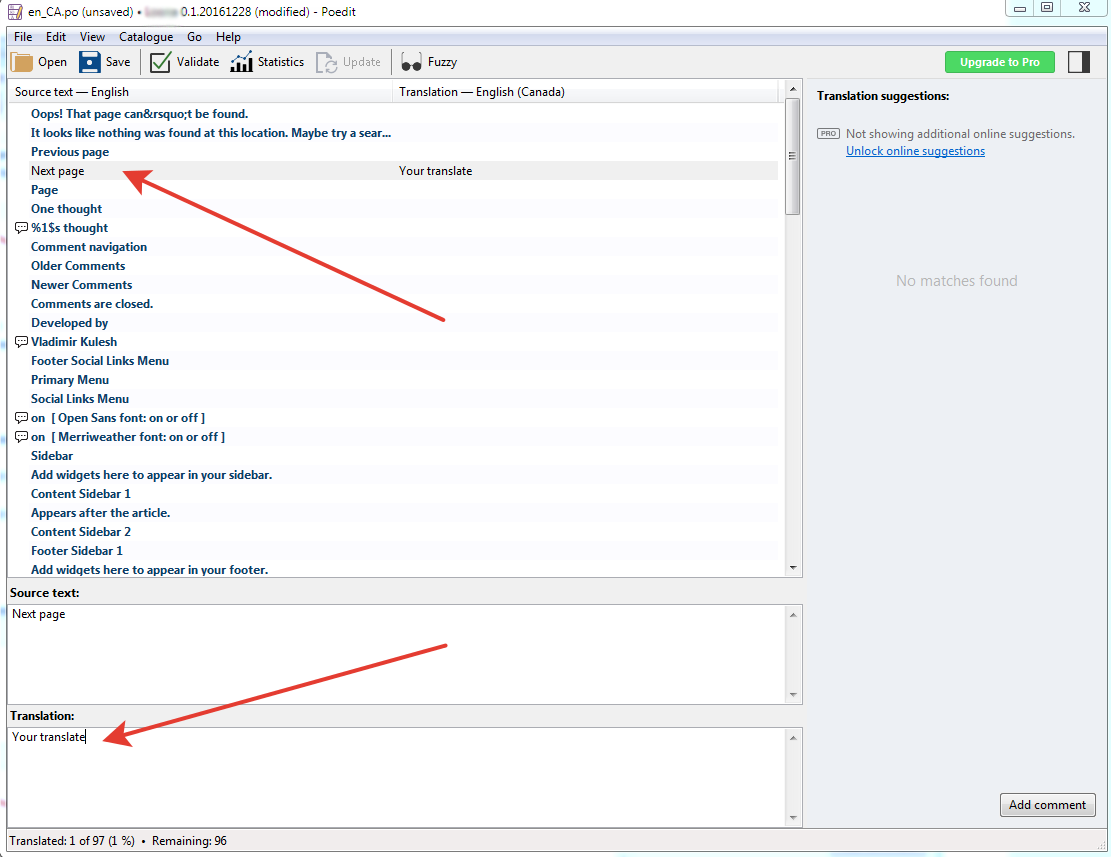 en_CA.po (unsaved) • 0.1.20161228 (modified) - Poedit
File Edit View Catalogue Go Help
Open Save Validate Statistics Update Fuzzy Upgrade to Pro
Source text — English Translation — English (Canada)
Oops! That page can&rsquo;t be found.
It looks like nothing was found at this location. Maybe try a sear...
Previous page
Next page Your translate
Page
One thought
%1$s thought
Comment navigation
Older Comments
Newer Comments
Comments are closed.
Developed by
Vladimir Kulesh
Footer Social Links Menu
Primary Menu
Social Links Menu
on [ Open Sans font: on or off ]
on [ Merriweather font: on or off ]
Sidebar
Add widgets here to appear in your sidebar.
Content Sidebar 1
Appears after the article.
Content Sidebar 2
Footer Sidebar 1
Add widgets here to appear in your footer.
Source text:
Next page
Translation:
Your translate
Translation suggestions:
PRO Not showing additional online suggestions.
Unlock online suggestions
No matches found
Add comment
Translated: 1 of 97 (1 %) • Remaining: 96